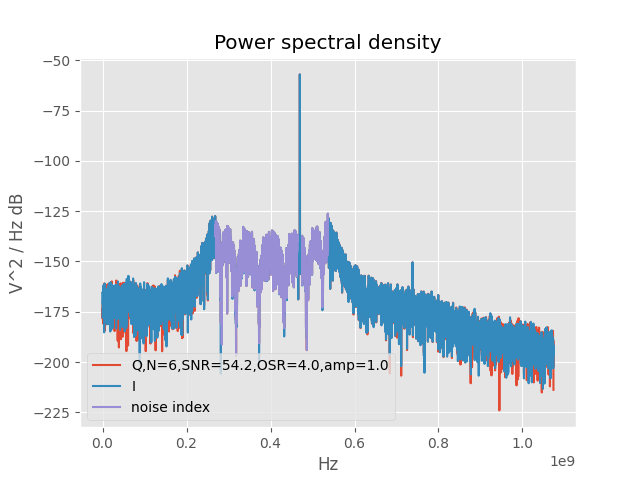 Power spectral density
V^2 / Hz dB
−50
−75
−100
−125
−150
−175
−200
−225
Q,N=6,SNR=54.2,OSR=4.0,amp=1.0
I
noise index
0.0 0.2 0.4 0.6 0.8 1.0
1e9
Hz